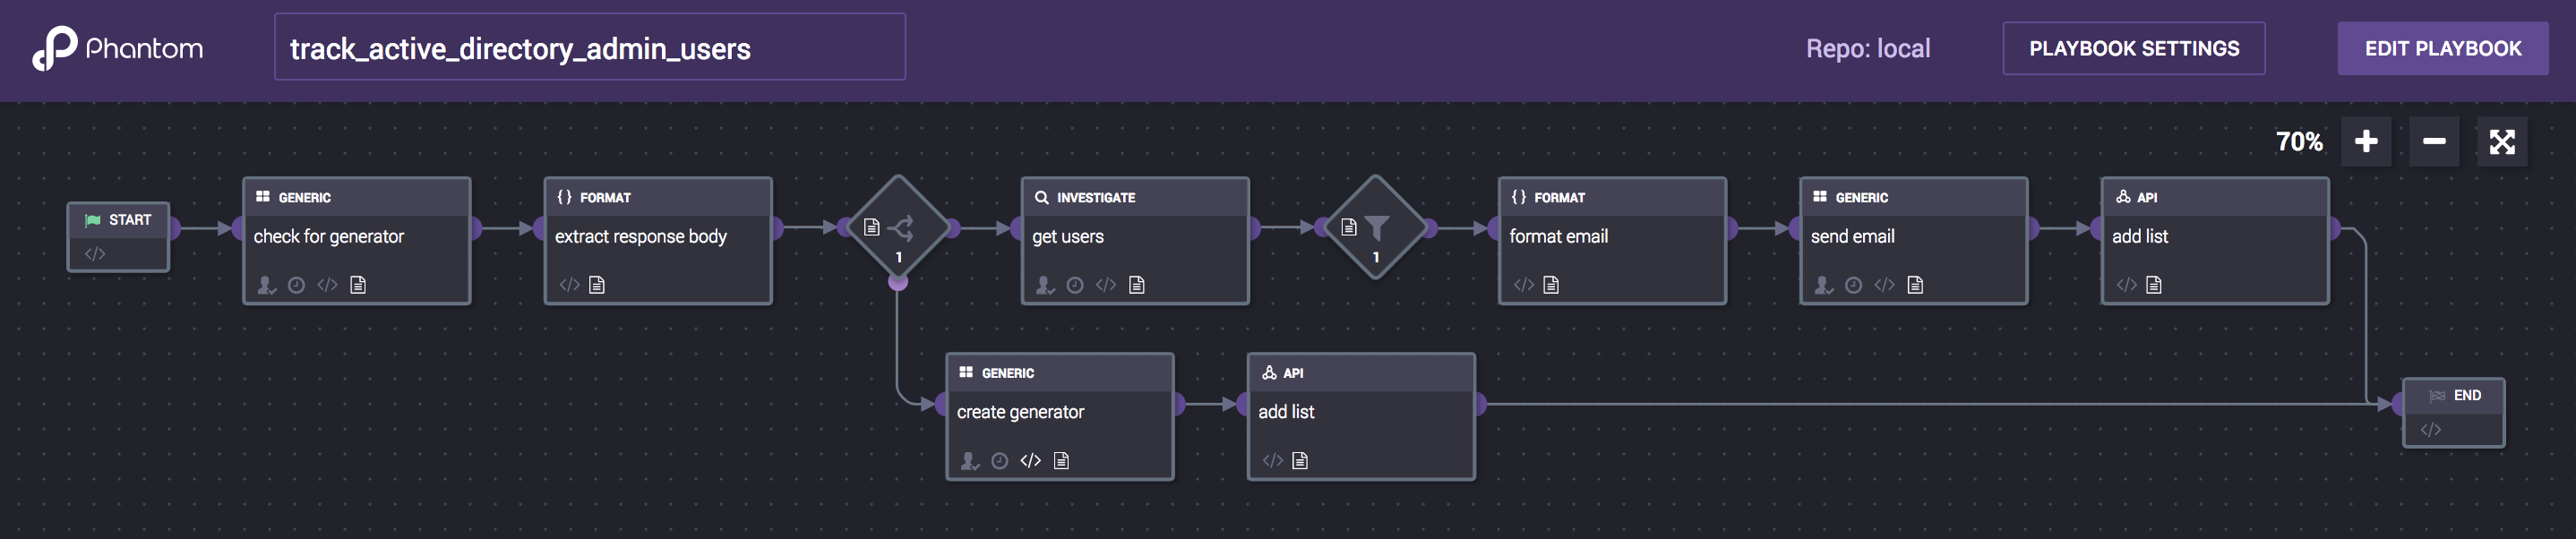 Phantom
track_active_directory_admin_users
Repo: local
PLAYBOOK SETTINGS
EDIT PLAYBOOK
70%
START
</>
GENERIC
check for generator
</>
{ } FORMAT
extract response body
</>
1
INVESTIGATE
get users
</>
1
{ } FORMAT
format email
</>
GENERIC
send email
</>
API
add list
</>
GENERIC
create generator
</>
API
add list
</>
END
</>